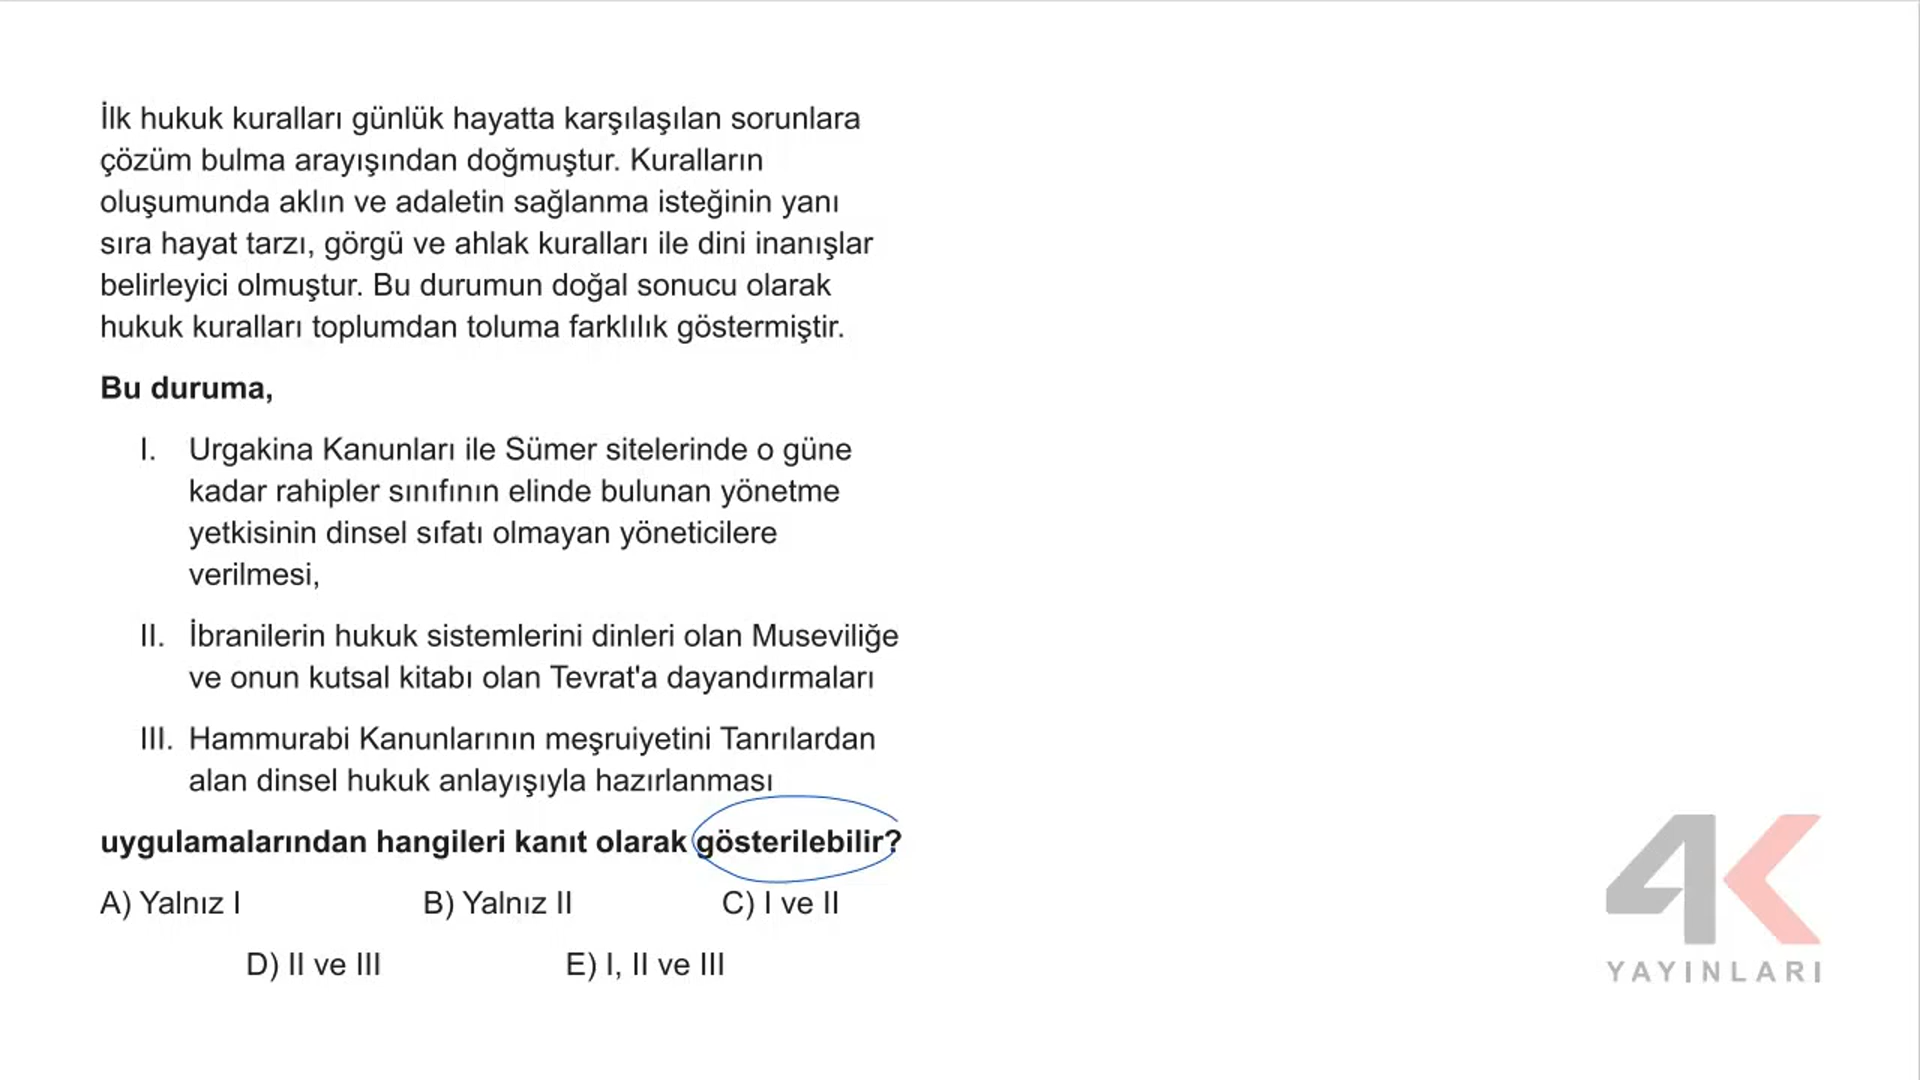 İlk hukuk kuralları günlük hayatta karşılaşılan sorunlara
çözüm bulma arayışından doğmuştur. Kuralların
oluşumunda aklın ve adaletin sağlanma isteğinin yanı
sıra hayat tarzı, görgü ve ahlak kuralları ile dini inanışlar
belirleyici olmuştur. Bu durumun doğal sonucu olarak
hukuk kuralları toplumdan toluma farklılık göstermiştir.
Bu duruma,
I. Urgakina Kanunları ile Sümer sitelerinde o güne
kadar rahipler sınıfının elinde bulunan yönetme
yetkisinin dinsel sıfatı olmayan yöneticilere
verilmesi,
II. İbranilerin hukuk sistemlerini dinleri olan Museviliğe
ve onun kutsal kitabı olan Tevrat'a dayandırmaları
III. Hammurabi Kanunlarının meşruiyetini Tanrılardan
alan dinsel hukuk anlayışıyla hazırlanması
uygulamalarından hangileri kanıt olarak gösterilebilir?
A) Yalnız I B) Yalnız II C) I ve II
D) II ve III E) I, II ve III
4K
YAYINLARI